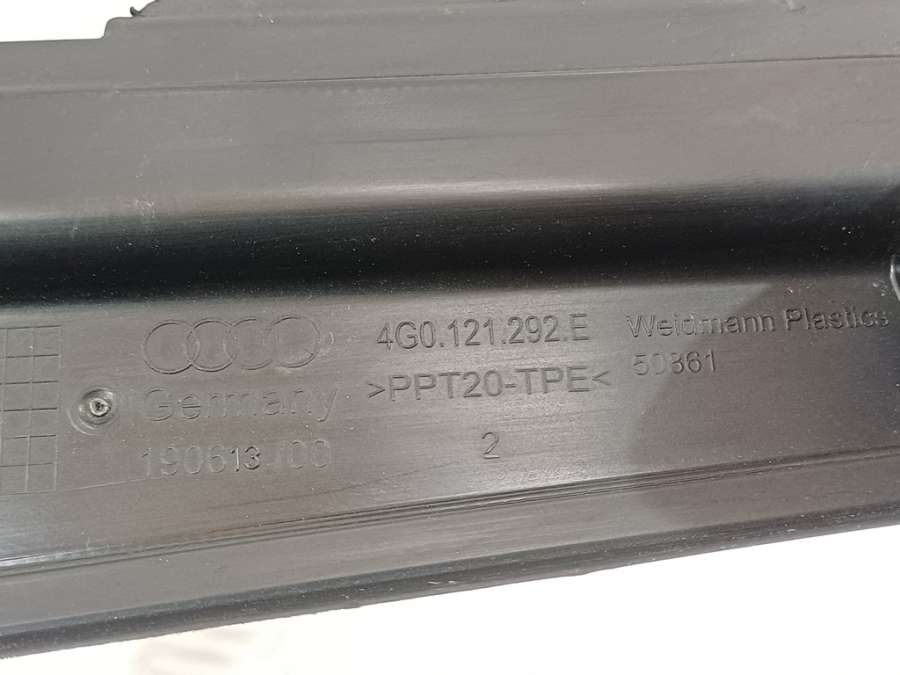 4G0.121.292.E
>PPT20-TPE<
2
Weidmann Plastics
50861
Germany
190613/00